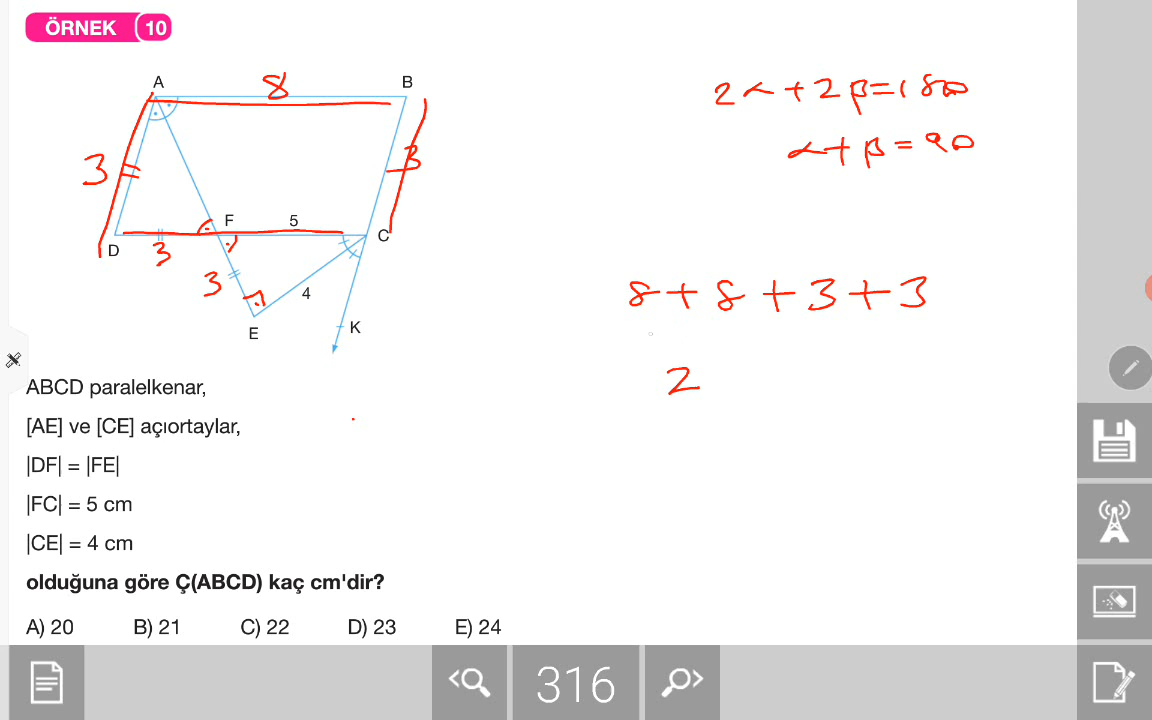 ÖRNEK 10
A 8 B
2α+2β=180
α+β=90
3 3
F 5
D 3 C
3 4
E K
8+8+3+3
2
ABCD paralelkenar,
[AE] ve [CE] açıortaylar,
|DF| = |FE|
|FC| = 5 cm
|CE| = 4 cm
olduğuna göre Ç(ABCD) kaç cm'dir?
A) 20 B) 21 C) 22 D) 23 E) 24
316